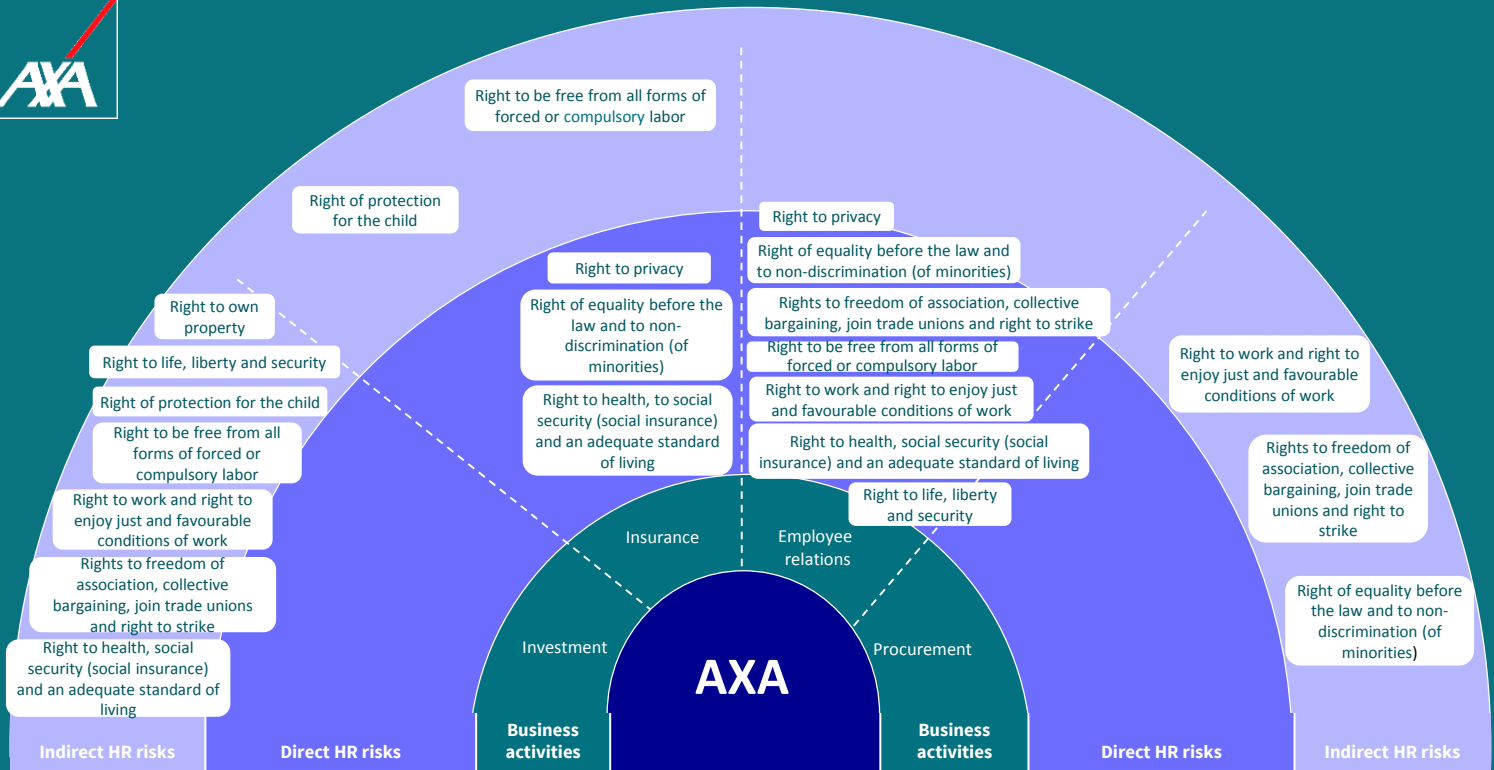 AXA
Right to be free from all forms of
forced or compulsory labor
Right of protection
for the child
Right to own
property
Right to life, liberty and security
Right of protection for the child
Right to be free from all
forms of forced or
compulsory labor
Right to work and right to
enjoy just and favourable
conditions of work
Rights to freedom of
association, collective
bargaining, join trade unions
and right to strike
Right to health, social
security (social insurance)
and an adequate standard of
living
Right to privacy
Right of equality before the
law and to non-
discrimination (of
minorities)
Right to health, to social
security (social insurance)
and an adequate standard
of living
Right to privacy
Right of equality before the law and
to non-discrimination (of minorities)
Rights to freedom of association, collective
bargaining, join trade unions and right to strike
Right to be free from all forms of
forced or compulsory labor
Right to work and right to enjoy just
and favourable conditions of work
Right to health, social security (social
insurance) and an adequate standard of living
Right to life, liberty
and security
Right to work and right to
enjoy just and favourable
conditions of work
Rights to freedom of
association, collective
bargaining, join trade
unions and right to
strike
Right of equality before
the law and to non-
discrimination (of
minorities)
Insurance
Employee
relations
Investment
Procurement
AXA
Indirect HR risks
Direct HR risks
Business
activities
Business
activities
Direct HR risks
Indirect HR risks